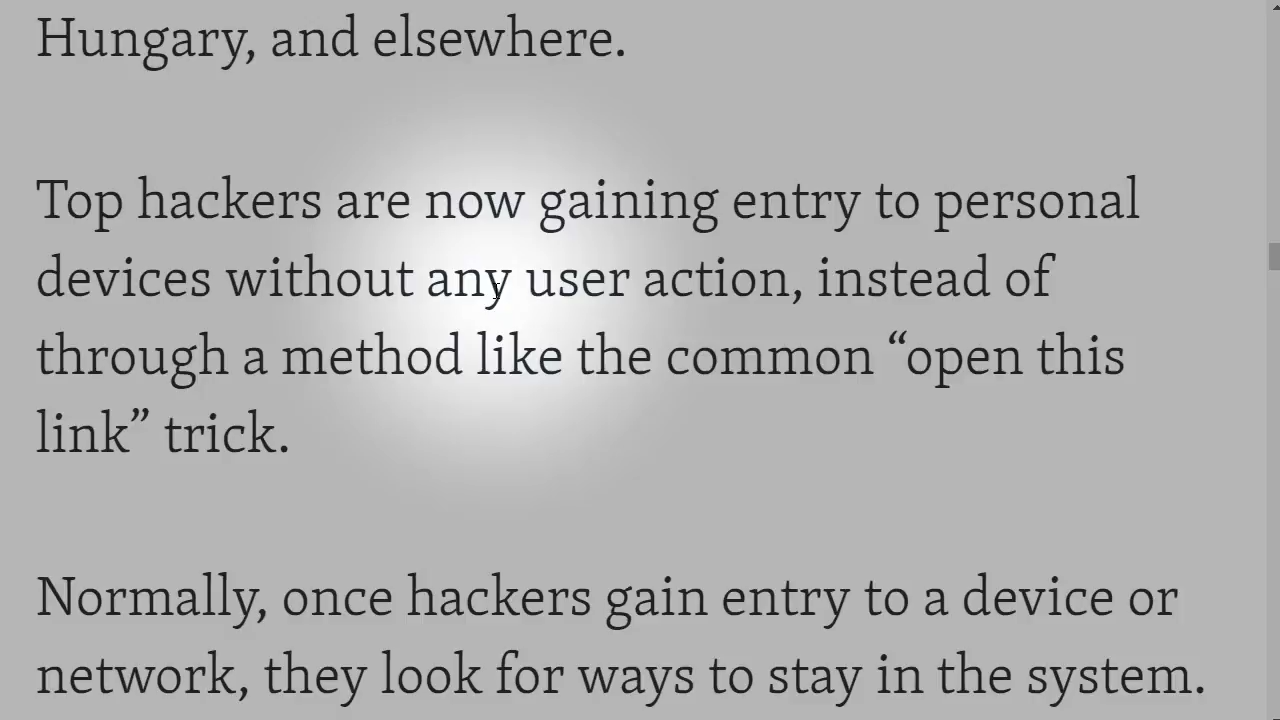 Hungary, and elsewhere.
Top hackers are now gaining entry to personal
devices without any user action, instead of
through a method like the common “open this
link” trick.
Normally, once hackers gain entry to a device or
network, they look for ways to stay in the system.